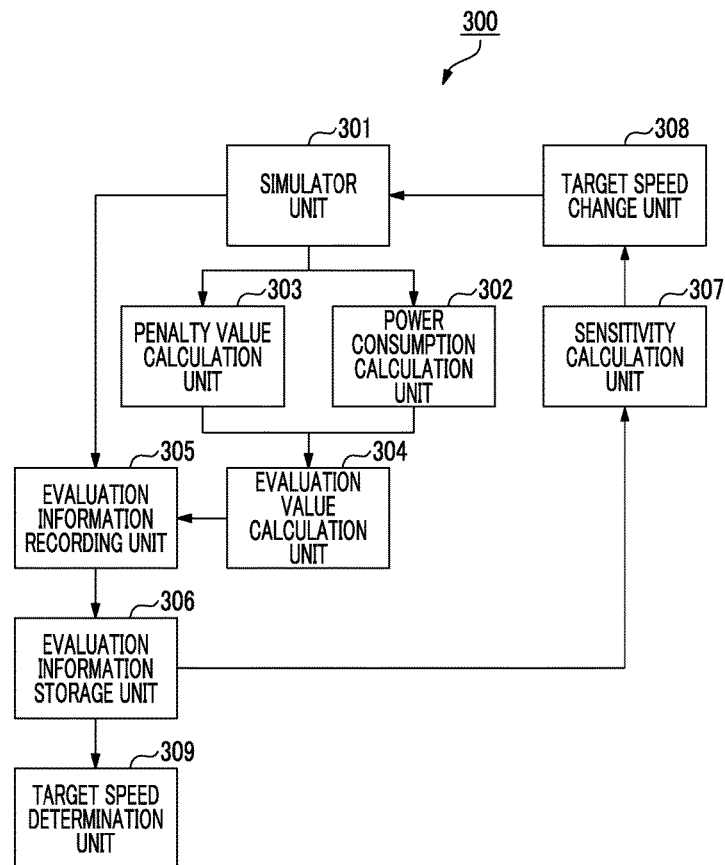 300
301
SIMULATOR
UNIT
308
TARGET SPEED
CHANGE UNIT
303
PENALTY VALUE
CALCULATION
UNIT
302
POWER
CONSUMPTION
CALCULATION
UNIT
307
SENSITIVITY
CALCULATION
UNIT
305
EVALUATION
INFORMATION
RECORDING UNIT
304
EVALUATION
VALUE
CALCULATION
UNIT
306
EVALUATION
INFORMATION
STORAGE UNIT
309
TARGET SPEED
DETERMINATION
UNIT